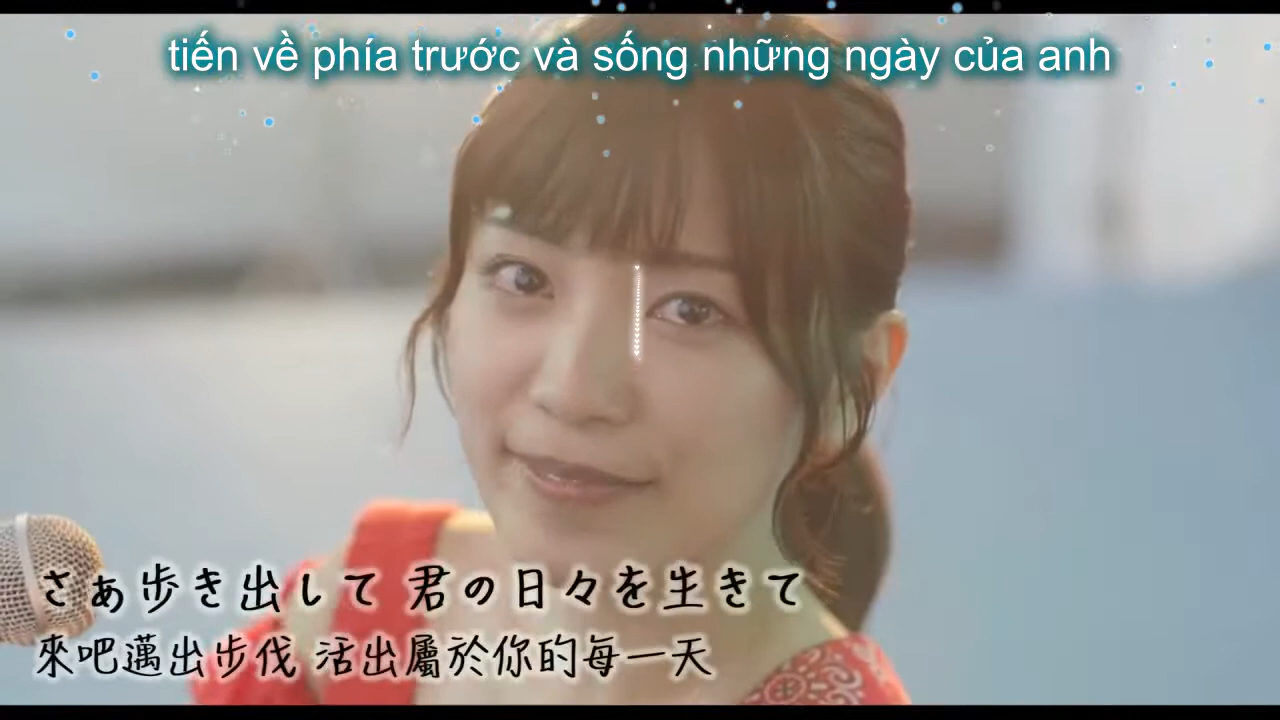 tiến về phía trước và sống những ngày của anh
さぁ歩き出して 君の日々を生きて
來吧邁出步伐 活出屬於你的每一天